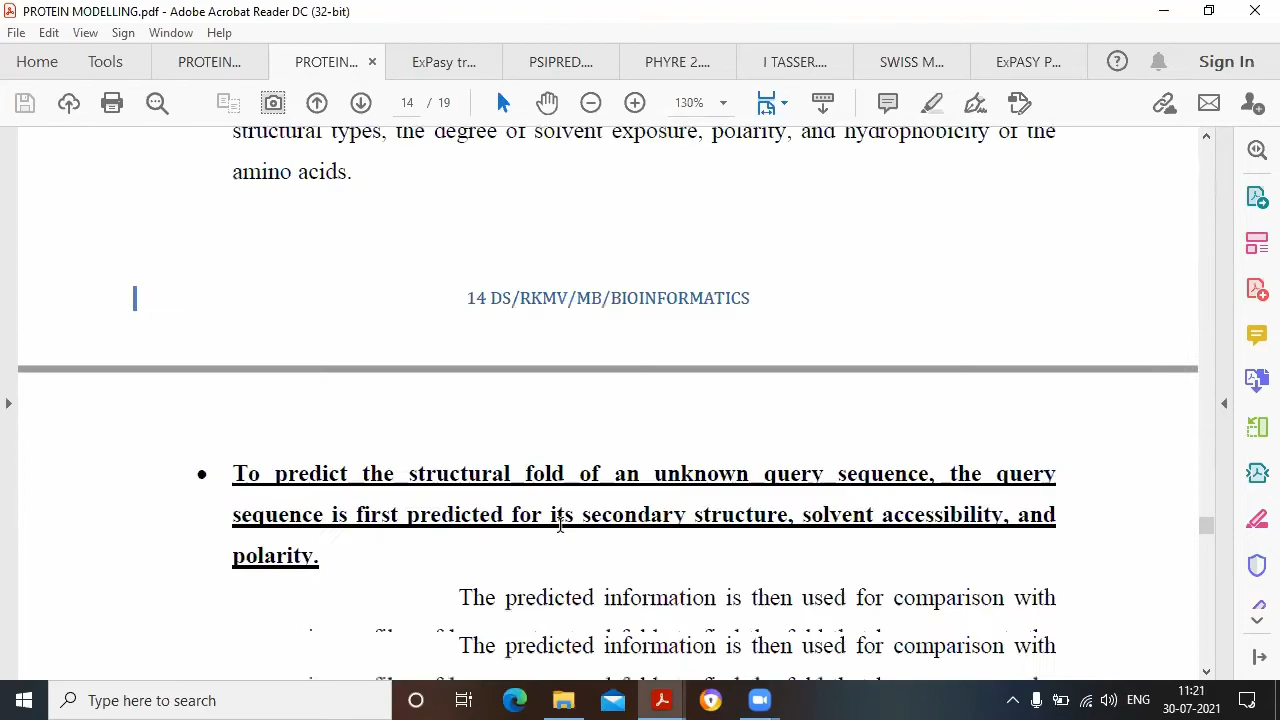 PROTEIN MODELLING.pdf - Adobe Acrobat Reader DC (32-bit)
File Edit View Sign Window Help
Home Tools PROTEIN... PROTEIN... × ExPasy tr... PSIPRED.... PHYRE 2.... I TASSER.... SWISS M... ExPASY P... Sign In
14 / 19 130%
structural types, the degree of solvent exposure, polarity, and hydrophobicity of the
amino acids.
14 DS/RKMV/MB/BIOINFORMATICS
• To predict the structural fold of an unknown query sequence, the query
sequence is first predicted for its secondary structure, solvent accessibility, and
polarity.
The predicted information is then used for comparison with
The predicted information is then used for comparison with
Type here to search ENG 11:21
30-07-2021